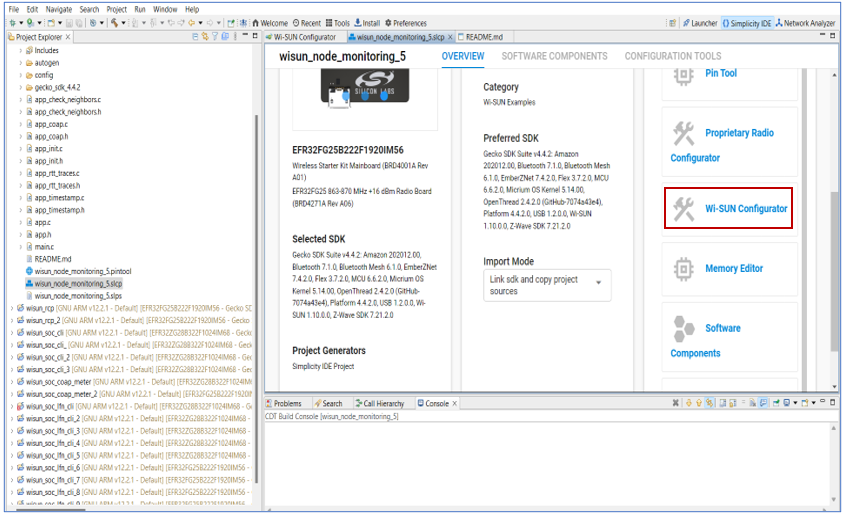 File Edit Navigate Search Project Run Window Help
Welcome Recent Tools Install Preferences
Launcher Simplicity IDE Network Analyzer
Project Explorer
Includes
autogen
config
gecko_sdk_4.4.2
app_check_neighbors.c
app_check_neighbors.h
app_coap.c
app_coap.h
app_init.c
app_init.h
app_rtt_traces.c
app_rtt_traces.h
app_timestamp.c
app_timestamp.h
app.c
app.h
main.c
README.md
wisun_node_monitoring_5.pintool
wisun_node_monitoring_5.slcp
wisun_node_monitoring_5.slps
wisun_rcp [GNU ARM v12.2.1 - Default] [EFR32FG25B222F1920IM56 - Gecko SD
wisun_rcp_2 [GNU ARM v12.2.1 - Default] [EFR32FG25B222F1920IM56 - Gecko
wisun_soc_cli [GNU ARM v12.2.1 - Default] [EFR32ZG28B322F1024IM68 - Geck
wisun_soc_cli_ [GNU ARM v12.2.1 - Default] [EFR32ZG28B322F1024IM68 - Gec
wisun_soc_cli_2 [GNU ARM v12.2.1 - Default] [EFR32ZG28B322F1024IM68 - Ge
wisun_soc_cli_3 [GNU ARM v12.2.1 - Default] [EFR32ZG28B322F1024IM68 - Ge
wisun_soc_coap_meter [GNU ARM v12.2.1 - Default] [EFR32ZG28B322F1024IM
wisun_soc_coap_meter_2 [GNU ARM v12.2.1 - Default] [EFR32FG25B222F1920
wisun_soc_lfn_cli [GNU ARM v12.2.1 - Default] [EFR32ZG28B322F1024IM68 - G
wisun_soc_lfn_cli_2 [GNU ARM v12.2.1 - Default] [EFR32ZG28B322F1024IM68 -
wisun_soc_lfn_cli_3 [GNU ARM v12.2.1 - Default] [EFR32ZG28B322F1024IM68 -
wisun_soc_lfn_cli_4 [GNU ARM v12.2.1 - Default] [EFR32ZG28B322F1024IM68 -
wisun_soc_lfn_cli_5 [GNU ARM v12.2.1 - Default] [EFR32ZG28B322F1024IM68 -
wisun_soc_lfn_cli_6 [GNU ARM v12.2.1 - Default] [EFR32FG25B222F1920IM56 -
wisun_soc_lfn_cli_7 [GNU ARM v12.2.1 - Default] [EFR32FG25B222F1920IM56 -
wisun_soc_lfn_cli_8 [GNU ARM v12.2.1 - Default] [EFR32FG25B222F1920IM56 -
Wi-SUN Configurator wisun_node_monitoring_5.slcp README.md
wisun_node_monitoring_5 OVERVIEW SOFTWARE COMPONENTS CONFIGURATION TOOLS
SILICON LABS
EFR32FG25B222F1920IM56
Wireless Starter Kit Mainboard (BRD4001A Rev
A01)
EFR32FG25 863-870 MHz +16 dBm Radio Board
(BRD4271A Rev A06)
Selected SDK
Gecko SDK Suite v4.4.2: Amazon 202012.00,
Bluetooth 7.1.0, Bluetooth Mesh 6.1.0, EmberZNet
7.4.2.0, Flex 3.7.2.0, MCU 6.6.2.0, Micrium OS
Kernel 5.14.00, OpenThread 2.4.2.0 (GitHub-
7074a43e4), Platform 4.4.2.0, USB 1.2.0.0, Wi-
SUN 1.10.0.0, Z-Wave SDK 7.21.2.0
Project Generators
Simplicity IDE Project
Category
Wi-SUN Examples
Preferred SDK
Gecko SDK Suite v4.4.2: Amazon
202012.00, Bluetooth 7.1.0, Bluetooth Mesh
6.1.0, EmberZNet 7.4.2.0, Flex 3.7.2.0, MCU
6.6.2.0, Micrium OS Kernel 5.14.00,
OpenThread 2.4.2.0 (GitHub-7074a43e4),
Platform 4.4.2.0, USB 1.2.0.0, Wi-SUN
1.10.0.0, Z-Wave SDK 7.21.2.0
Import Mode
Link sdk and copy project
sources
Pin Tool
Proprietary Radio
Configurator
Wi-SUN Configurator
Memory Editor
Software
Components
Problems Search Call Hierarchy Console
CDT Build Console [wisun_node_monitoring_5]